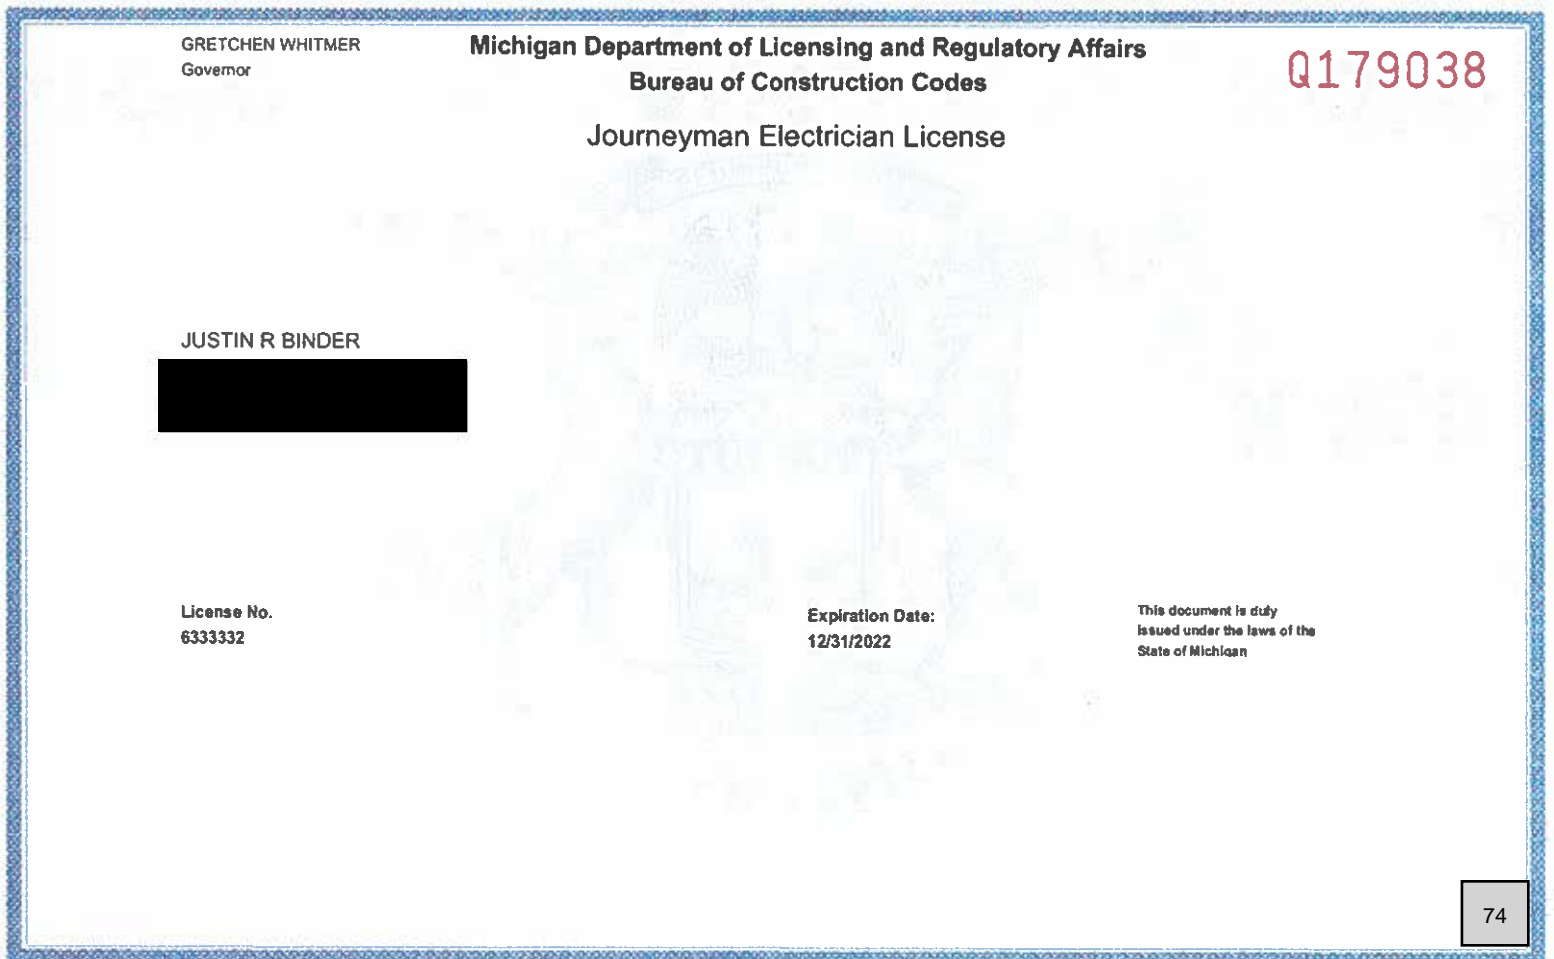 GRETCHEN WHITMER
Governor
Michigan Department of Licensing and Regulatory Affairs
Bureau of Construction Codes
Q179038
Journeyman Electrician License
JUSTIN R BINDER
License No.
6333332
Expiration Date:
12/31/2022
This document is duly
issued under the laws of the
State of Michigan
74